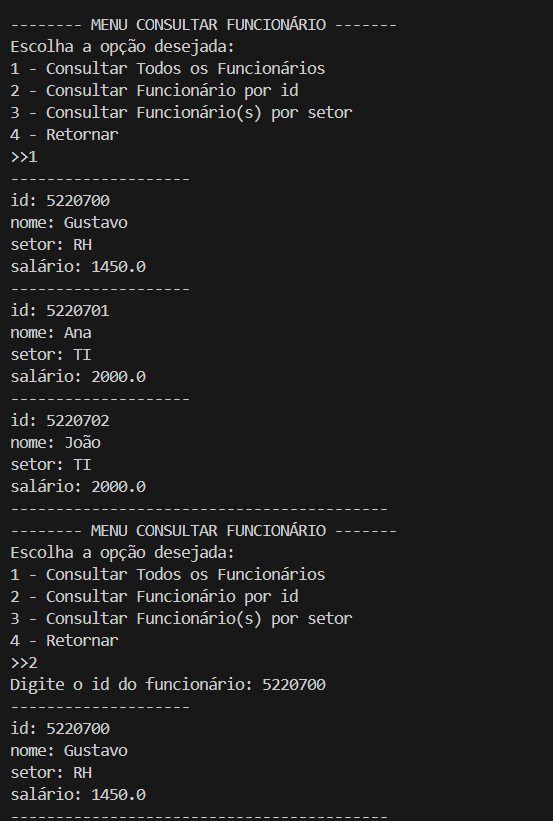 -------- MENU CONSULTAR FUNCIONÁRIO -------
Escolha a opção desejada:
1 - Consultar Todos os Funcionários
2 - Consultar Funcionário por id
3 - Consultar Funcionário(s) por setor
4 - Retornar
>>1
--------------------
id: 5220700
nome: Gustavo
setor: RH
salário: 1450.0
--------------------
id: 5220701
nome: Ana
setor: TI
salário: 2000.0
--------------------
id: 5220702
nome: João
setor: TI
salário: 2000.0
------------------------------------------
-------- MENU CONSULTAR FUNCIONÁRIO -------
Escolha a opção desejada:
1 - Consultar Todos os Funcionários
2 - Consultar Funcionário por id
3 - Consultar Funcionário(s) por setor
4 - Retornar
>>2
Digite o id do funcionário: 5220700
--------------------
id: 5220700
nome: Gustavo
setor: RH
salário: 1450.0
------------------------------------------